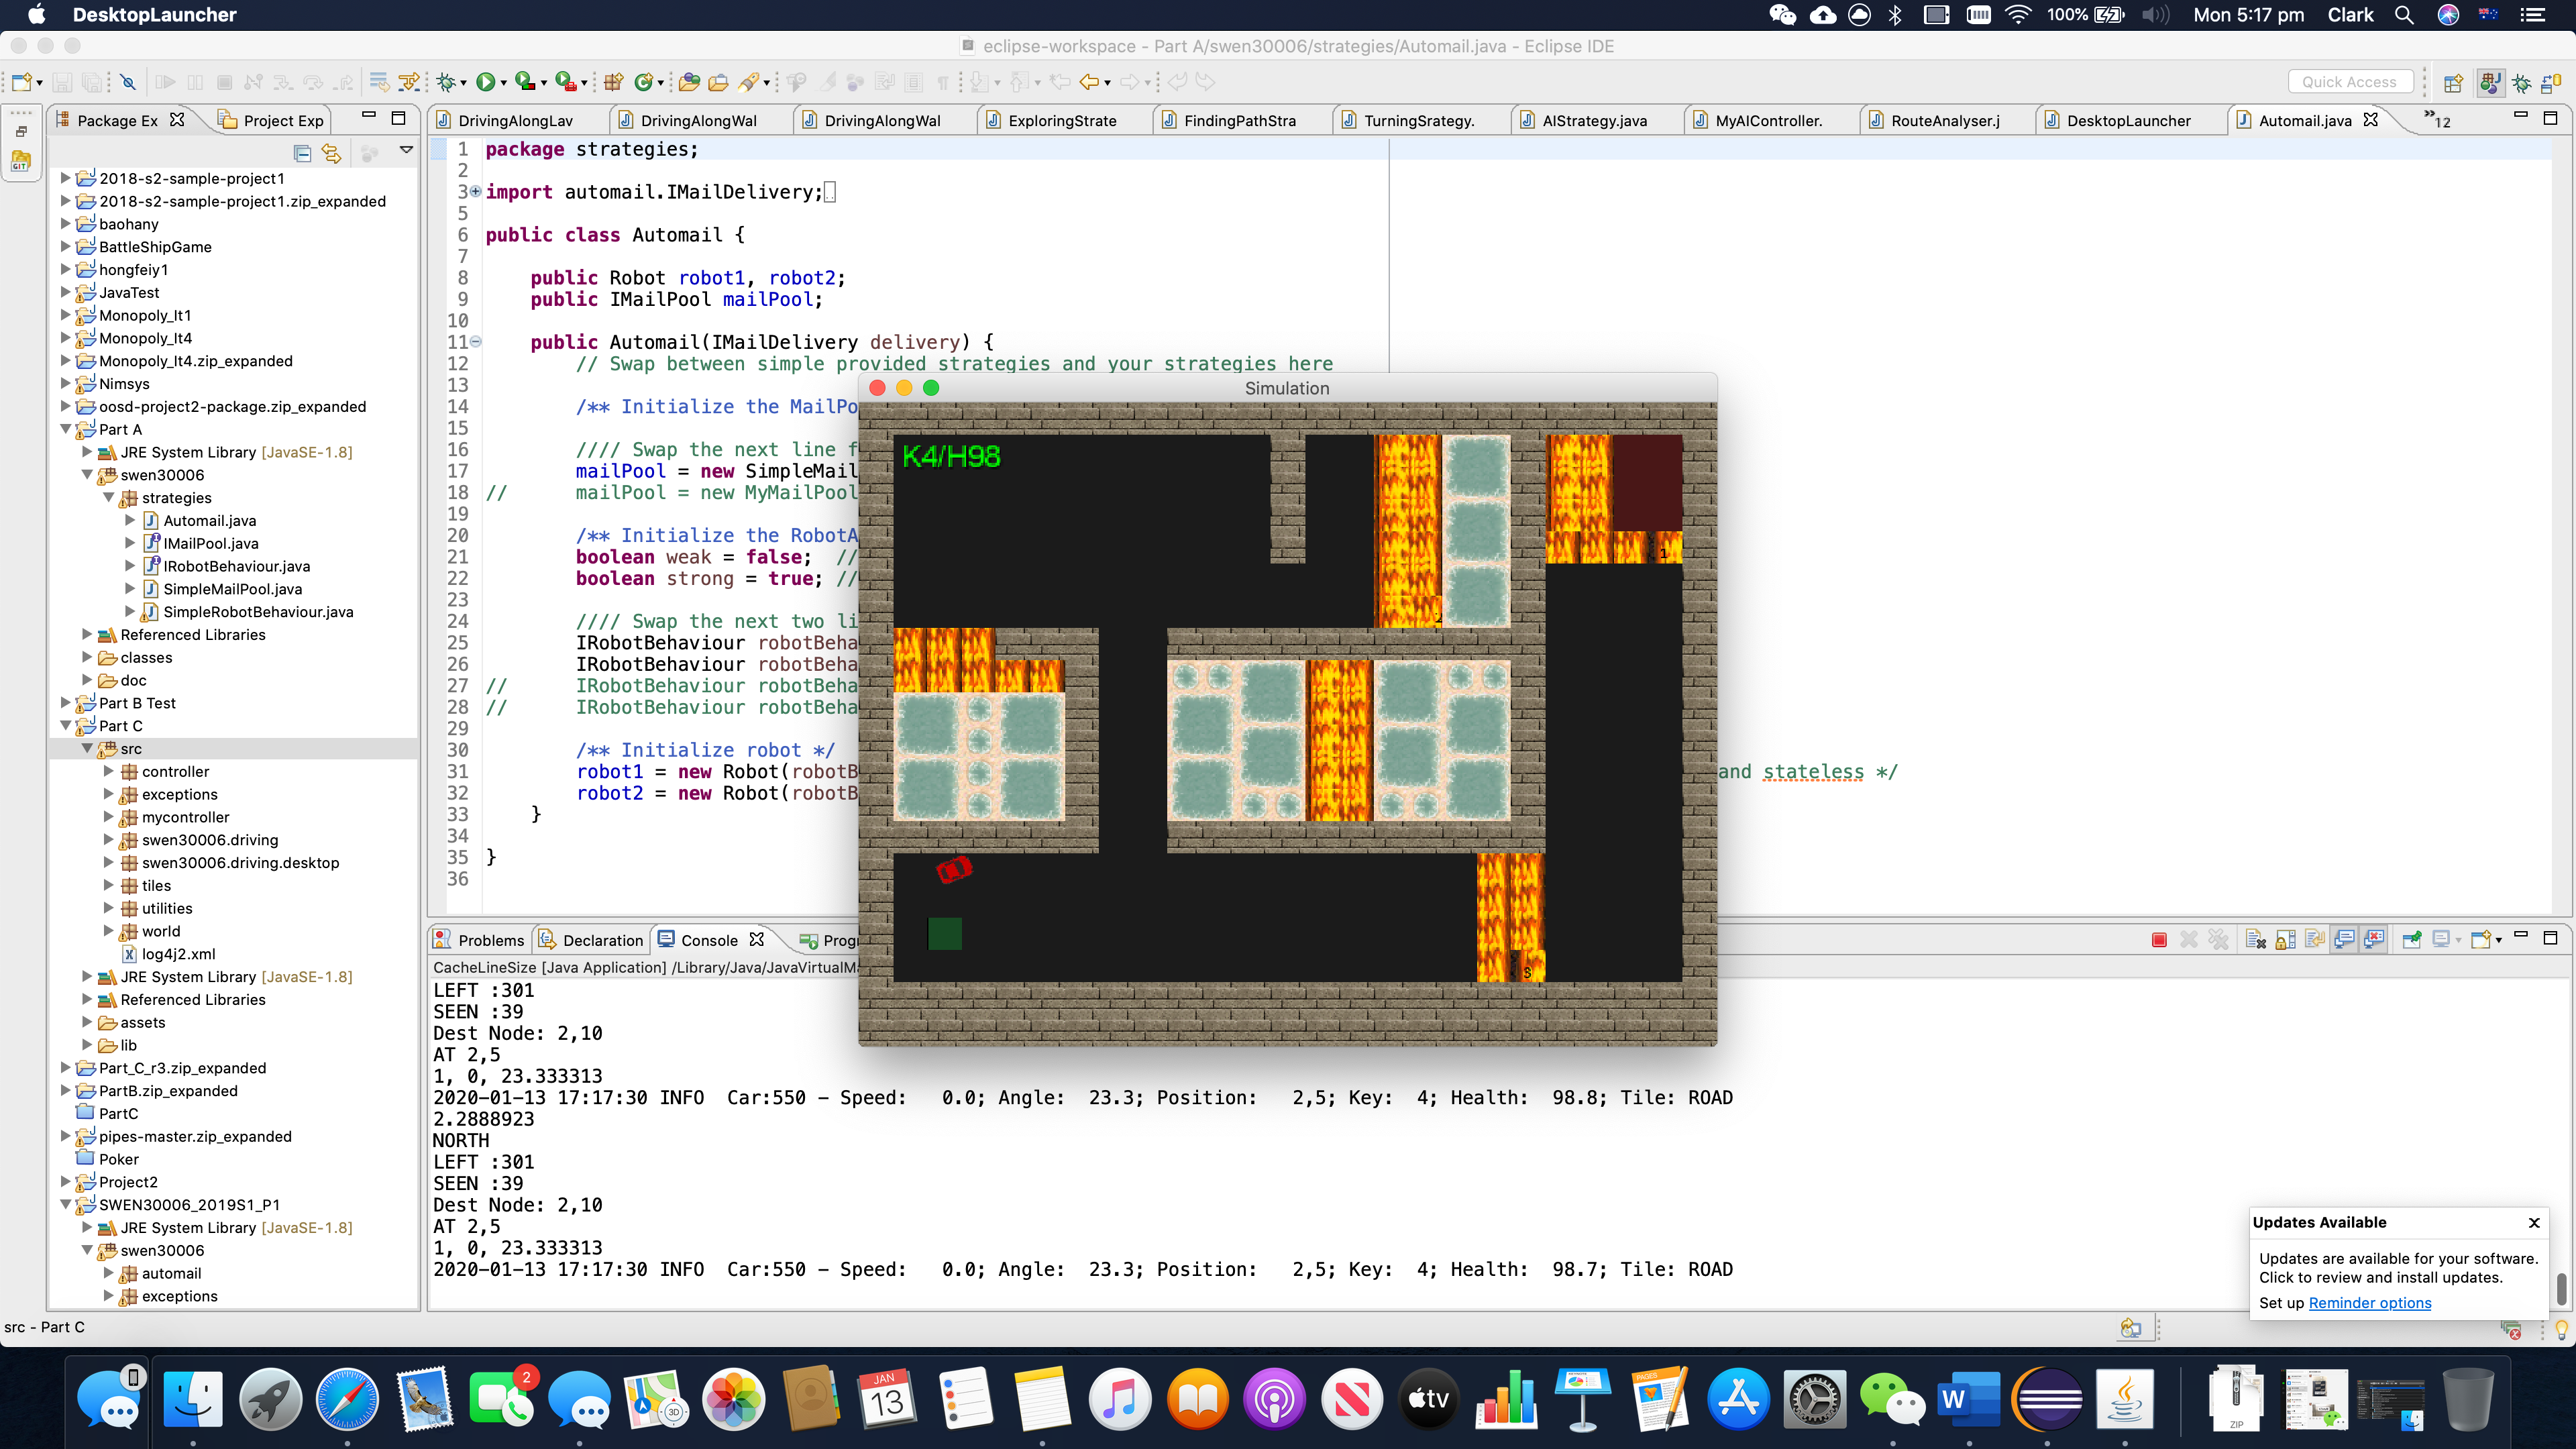 DesktopLauncher
100%
Mon 5:17 pm
Clark
eclipse-workspace - Part A/swen30006/strategies/Automail.java - Eclipse IDE
Quick Access
Package Ex
Project Exp
DrivingAlongLav
DrivingAlongWal
DrivingAlongWal
ExploringStrate
FindingPathStra
TurningSrategy.
AIStrategy.java
MyAIController.
RouteAnalyser.j
DesktopLauncher
Automail.java
»12
2018-s2-sample-project1
2018-s2-sample-project1.zip_expanded
baohany
BattleShipGame
hongfeiy1
JavaTest
Monopoly_lt1
Monopoly_lt4
Monopoly_lt4.zip_expanded
Nimsys
oosd-project2-package.zip_expanded
Part A
JRE System Library [JavaSE-1.8]
swen30006
strategies
Automail.java
IMailPool.java
IRobotBehaviour.java
SimpleMailPool.java
SimpleRobotBehaviour.java
Referenced Libraries
classes
doc
Part B Test
Part C
src
controller
exceptions
mycontroller
swen30006.driving
swen30006.driving.desktop
tiles
utilities
world
log4j2.xml
JRE System Library [JavaSE-1.8]
Referenced Libraries
assets
lib
Part_C_r3.zip_expanded
PartB.zip_expanded
PartC
pipes-master.zip_expanded
Poker
Project2
SWEN30006_2019S1_P1
JRE System Library [JavaSE-1.8]
swen30006
automail
exceptions
1 package strategies;
2
3 import automail.IMailDelivery;
5
6 public class Automail {
7
8 public Robot robot1, robot2;
9 public IMailPool mailPool;
10
11 public Automail(IMailDelivery delivery) {
12 // Swap between simple provided strategies and your strategies here
13
14 /** Initialize the MailPo
15
16 //// Swap the next line f
17 mailPool = new SimpleMail
18 // mailPool = new MyMailPool
19
20 /** Initialize the RobotA
21 boolean weak = false; //
22 boolean strong = true; //
23
24 //// Swap the next two li
25 IRobotBehaviour robotBeha
26 IRobotBehaviour robotBeha
27 // IRobotBehaviour robotBeha
28 // IRobotBehaviour robotBeha
29
30 /** Initialize robot */
31 robot1 = new Robot(robotB and stateless */
32 robot2 = new Robot(robotB
33 }
34
35 }
36
Simulation
K4/H98
1
2
3
Problems
Declaration
Console
Progr
CacheLineSize [Java Application] /Library/Java/JavaVirtualMa
LEFT :301
SEEN :39
Dest Node: 2,10
AT 2,5
1, 0, 23.333313
2020-01-13 17:17:30 INFO Car:550 - Speed: 0.0; Angle: 23.3; Position: 2,5; Key: 4; Health: 98.8; Tile: ROAD
2.2888923
NORTH
LEFT :301
SEEN :39
Dest Node: 2,10
AT 2,5
1, 0, 23.333313
2020-01-13 17:17:30 INFO Car:550 - Speed: 0.0; Angle: 23.3; Position: 2,5; Key: 4; Health: 98.7; Tile: ROAD
Updates Available
Updates are available for your software.
Click to review and install updates.
Set up Reminder options
src - Part C
2
3D
JAN
13
tv
PAGES
W
ZIP